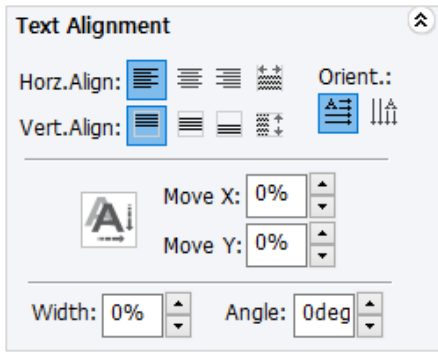 Text Alignment
Horz.Align: Orient.:
Vert.Align:
Move X: 0%
Move Y: 0%
Width: 0% Angle: 0deg